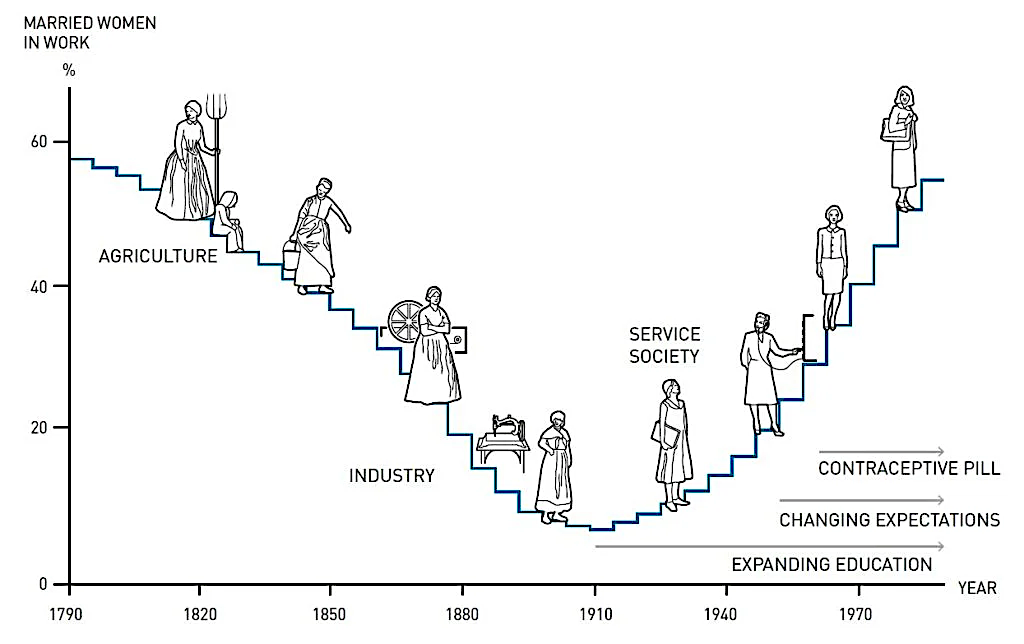 MARRIED WOMEN
IN WORK
%
60
AGRICULTURE
40
SERVICE
SOCIETY
20
INDUSTRY
CONTRACEPTIVE PILL
CHANGING EXPECTATIONS
EXPANDING EDUCATION
0
YEAR
1790 1820 1850 1880 1910 1940 1970